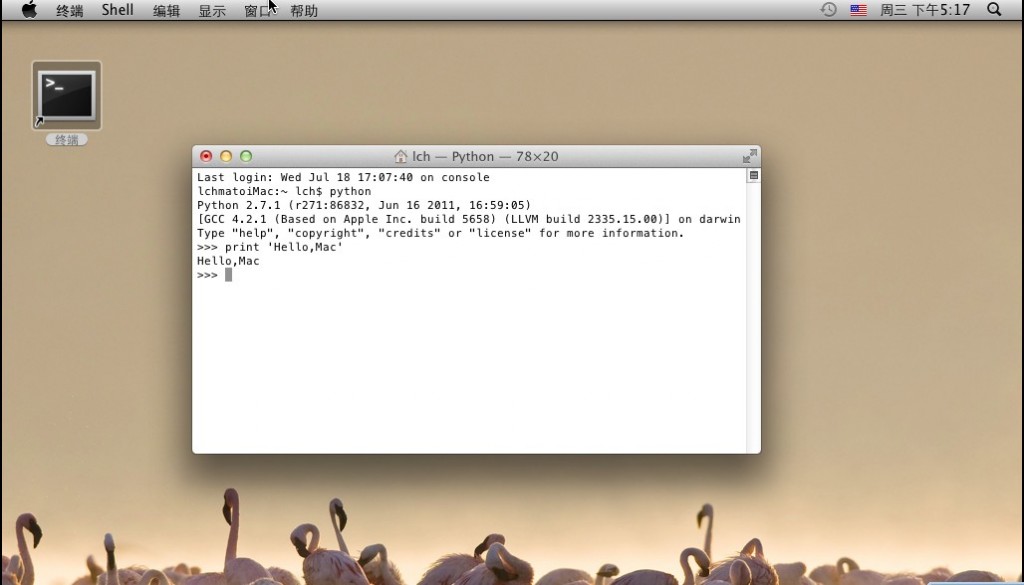 终端 Shell 编辑 显示 窗口 帮助 周三 下午5:17
终端
lch — Python — 78×20
Last login: Wed Jul 18 17:07:40 on console
lchmatoiMac:~ lch$ python
Python 2.7.1 (r271:86832, Jun 16 2011, 16:59:05)
[GCC 4.2.1 (Based on Apple Inc. build 5658) (LLVM build 2335.15.00)] on darwin
Type "help", "copyright", "credits" or "license" for more information.
>>> print 'Hello,Mac'
Hello,Mac
>>>